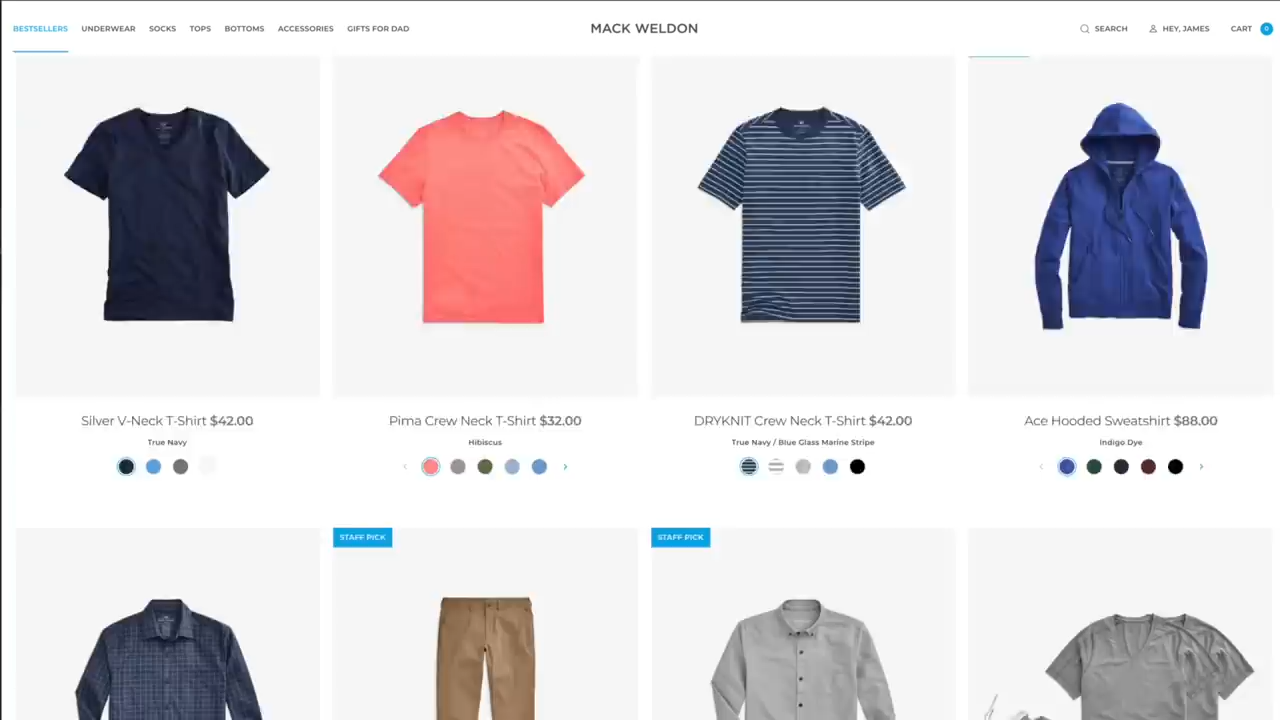 BESTSELLERS UNDERWEAR SOCKS TOPS BOTTOMS ACCESSORIES GIFTS FOR DAD MACK WELDON SEARCH HEY, JAMES CART 0
Silver V-Neck T-Shirt $42.00 Pima Crew Neck T-Shirt $32.00 DRYKNIT Crew Neck T-Shirt $42.00 Ace Hooded Sweatshirt $88.00
True Navy Hibiscus True Navy / Blue Glass Marine Stripe Indigo Dye
STAFF PICK STAFF PICK